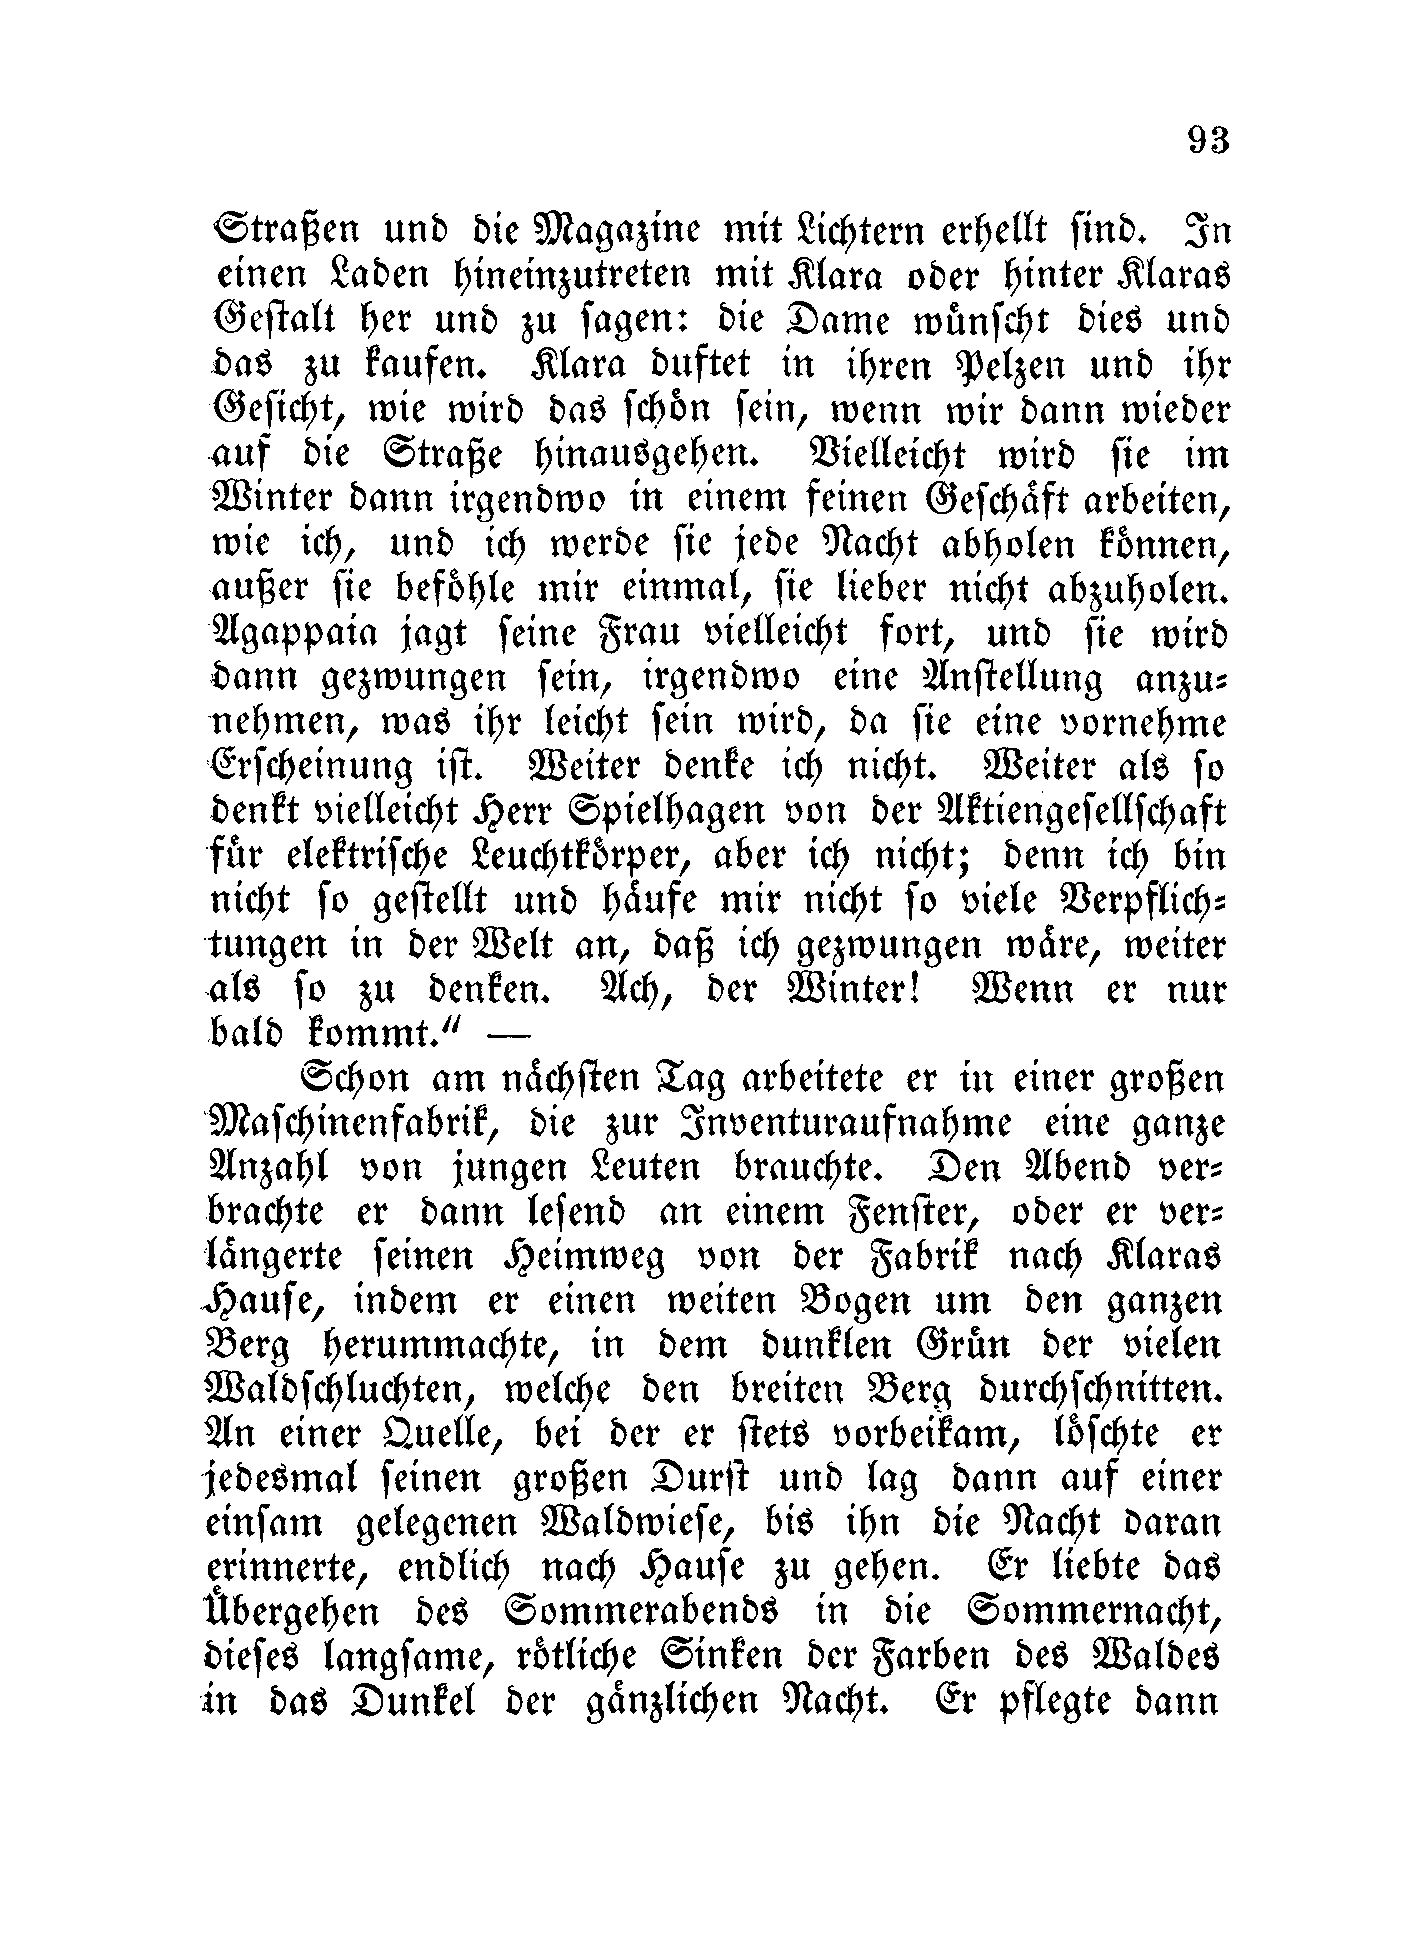 93
Straßen und die Magazine mit Lichtern erhellt sind. In
einen Laden hineinzutreten mit Klara oder hinter Klaras
Gestalt her und zu sagen: die Dame wünscht dies und
das zu kaufen. Klara duftet in ihren Pelzen und ihr
Gesicht, wie wird das schön sein, wenn wir dann wieder
auf die Straße hinausgehen. Vielleicht wird sie im
Winter dann irgendwo in einem feinen Geschäft arbeiten,
wie ich, und ich werde sie jede Nacht abholen können,
außer sie beföhle mir einmal, sie lieber nicht abzuholen.
Agappaia jagt seine Frau vielleicht fort, und sie wird
dann gezwungen sein, irgendwo eine Anstellung anzu-
nehmen, was ihr leicht sein wird, da sie eine vornehme
Erscheinung ist. Weiter denke ich nicht. Weiter als so
denkt vielleicht Herr Spielhagen von der Aktiengesellschaft
für elektrische Leuchtkörper, aber ich nicht; denn ich bin
nicht so gestellt und häufe mir nicht so viele Verpflich-
tungen in der Welt an, daß ich gezwungen wäre, weiter
als so zu denken. Ach, der Winter! Wenn er nur
bald kommt.“ —
Schon am nächsten Tag arbeitete er in einer großen
Maschinenfabrik, die zur Inventuraufnahme eine ganze
Anzahl von jungen Leuten brauchte. Den Abend ver-
brachte er dann lesend an einem Fenster, oder er ver-
längerte seinen Heimweg von der Fabrik nach Klaras
Hause, indem er einen weiten Bogen um den ganzen
Berg herummachte, in dem dunklen Grün der vielen
Waldschluchten, welche den breiten Berg durchschnitten.
An einer Quelle, bei der er stets vorbeikam, löschte er
jedesmal seinen großen Durst und lag dann auf einer
einsam gelegenen Waldwiese, bis ihn die Nacht daran
erinnerte, endlich nach Hause zu gehen. Er liebte das
Übergehen des Sommerabends in die Sommernacht,
dieses langsame, rötliche Sinken der Farben des Waldes
in das Dunkel der gänzlichen Nacht. Er pflegte dann